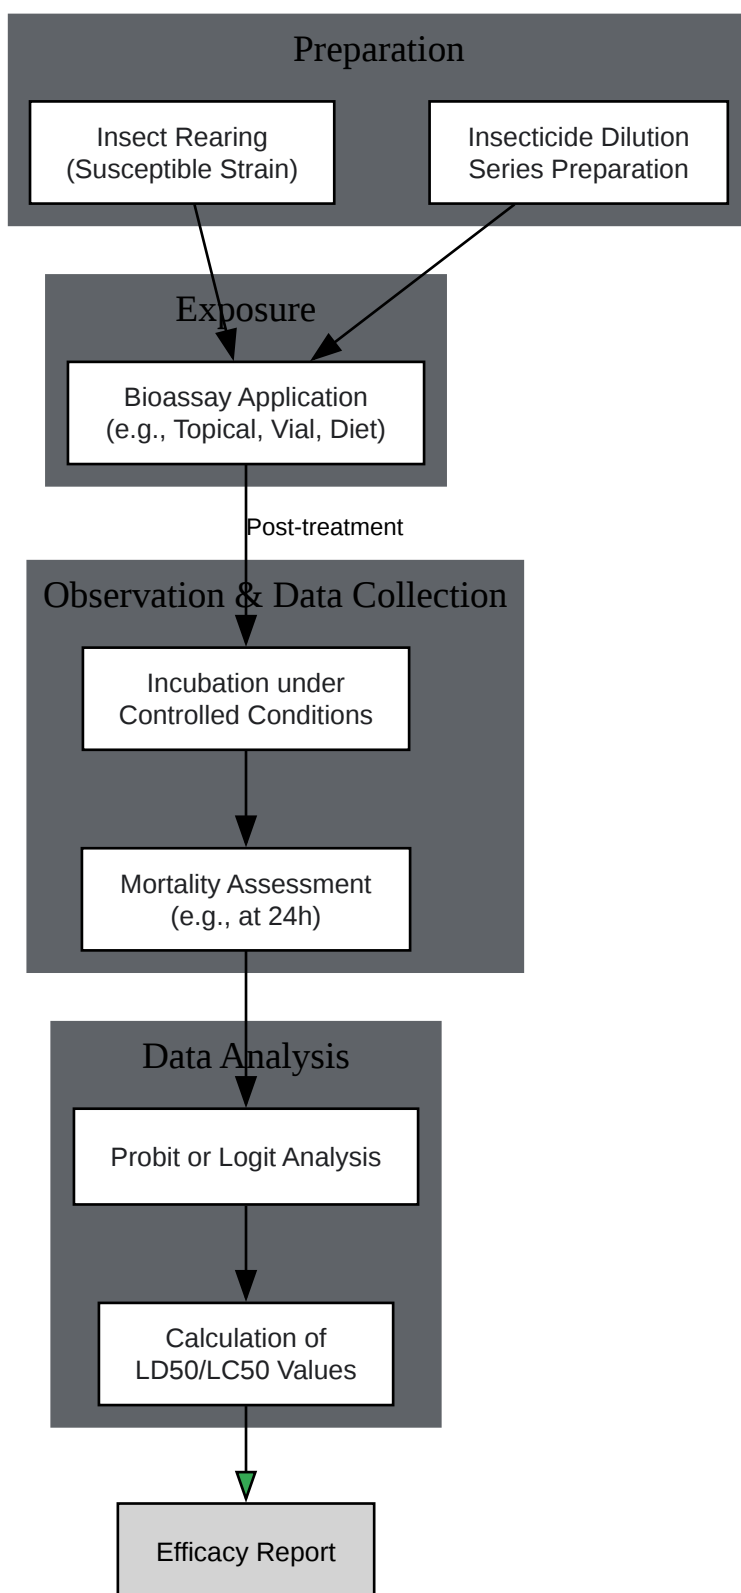 Preparation
Insect Rearing
(Susceptible Strain)
Insecticide Dilution
Series Preparation
Exposure
Bioassay Application
(e.g., Topical, Vial, Diet)
Post-treatment
Observation & Data Collection
Incubation under
Controlled Conditions
Mortality Assessment
(e.g., at 24h)
Data Analysis
Probit or Logit Analysis
Calculation of
LD50/LC50 Values
Efficacy Report